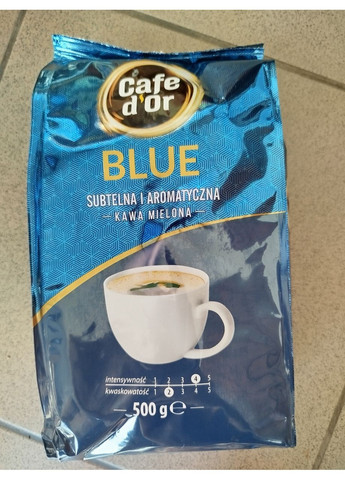 Cafe
d'Or
BLUE
SUBTELNA I AROMATYCZNA
KAWA MIELONA
intensywność 1 2 3 4 5
kwaskowatość 1 2 3 4 5
500 g ℮